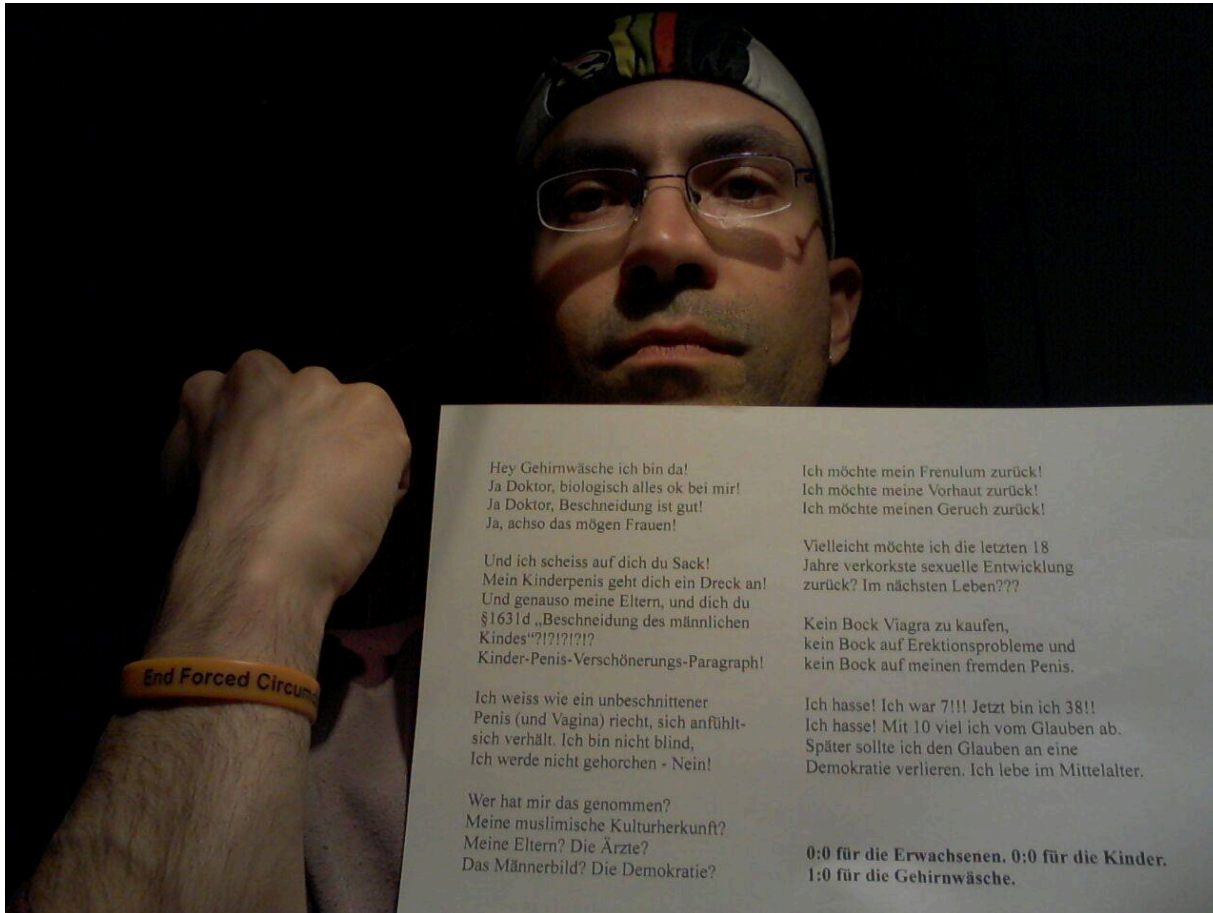 End Forced Circum
Hey Gehirnwäsche ich bin da!
Ja Doktor, biologisch alles ok bei mir!
Ja Doktor, Beschneidung ist gut!
Ja, achso das mögen Frauen!
Und ich scheiss auf dich du Sack!
Mein Kinderpenis geht dich ein Dreck an!
Und genauso meine Eltern, und dich du
§1631d „Beschneidung des männlichen
Kindes“?!?!?!?!?
Kinder-Penis-Verschönerungs-Paragraph!
Ich weiss wie ein unbeschnittener
Penis (und Vagina) riecht, sich anfühlt-
sich verhält. Ich bin nicht blind,
Ich werde nicht gehorchen - Nein!
Wer hat mir das genommen?
Meine muslimische Kulturherkunft?
Meine Eltern? Die Ärzte?
Das Männerbild? Die Demokratie?
Ich möchte mein Frenulum zurück!
Ich möchte meine Vorhaut zurück!
Ich möchte meinen Geruch zurück!
Vielleicht möchte ich die letzten 18
Jahre verkorkste sexuelle Entwicklung
zurück? Im nächsten Leben???
Kein Bock Viagra zu kaufen,
kein Bock auf Erektionsprobleme und
kein Bock auf meinen fremden Penis.
Ich hasse! Ich war 7!!! Jetzt bin ich 38!!
Ich hasse! Mit 10 viel ich vom Glauben ab.
Später sollte ich den Glauben an eine
Demokratie verlieren. Ich lebe im Mittelalter.
0:0 für die Erwachsenen. 0:0 für die Kinder.
1:0 für die Gehirnwäsche.